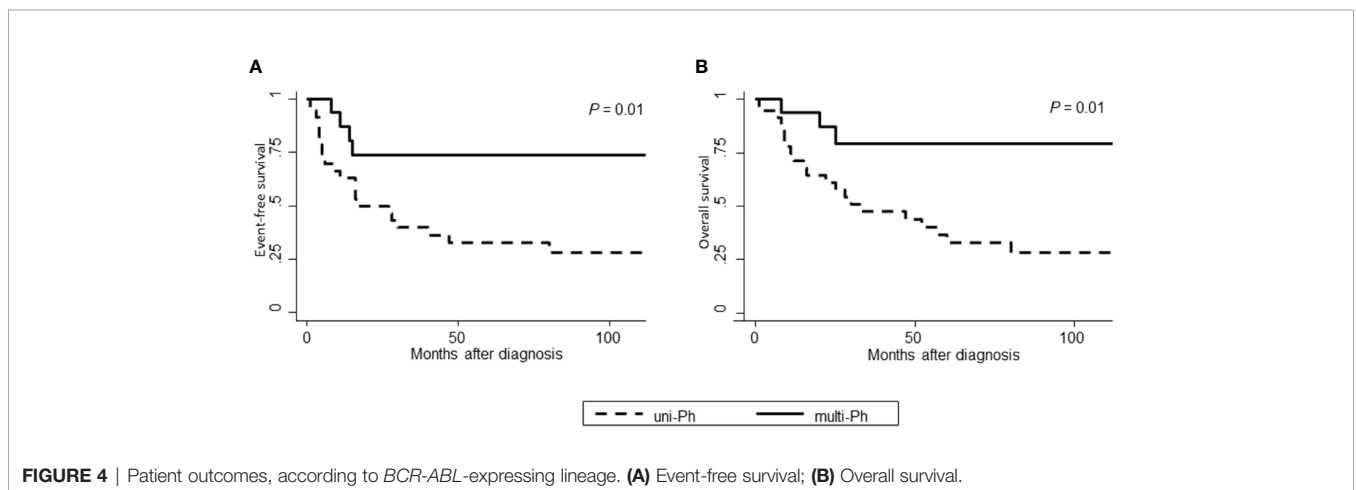 A
B
P = 0.01
P = 0.01
Event-free survival
1
.75
.5
.25
0
0
50
100
Months after diagnosis
Overall survival
1
.75
.5
.25
0
0
50
100
Months after diagnosis
uni-Ph
multi-Ph
FIGURE 4 | Patient outcomes, according to BCR-ABL-expressing lineage. (A) Event-free survival; (B) Overall survival.